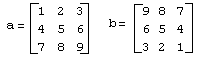 a = [1 2 3
4 5 6
7 8 9]
b = [9 8 7
6 5 4
3 2 1]